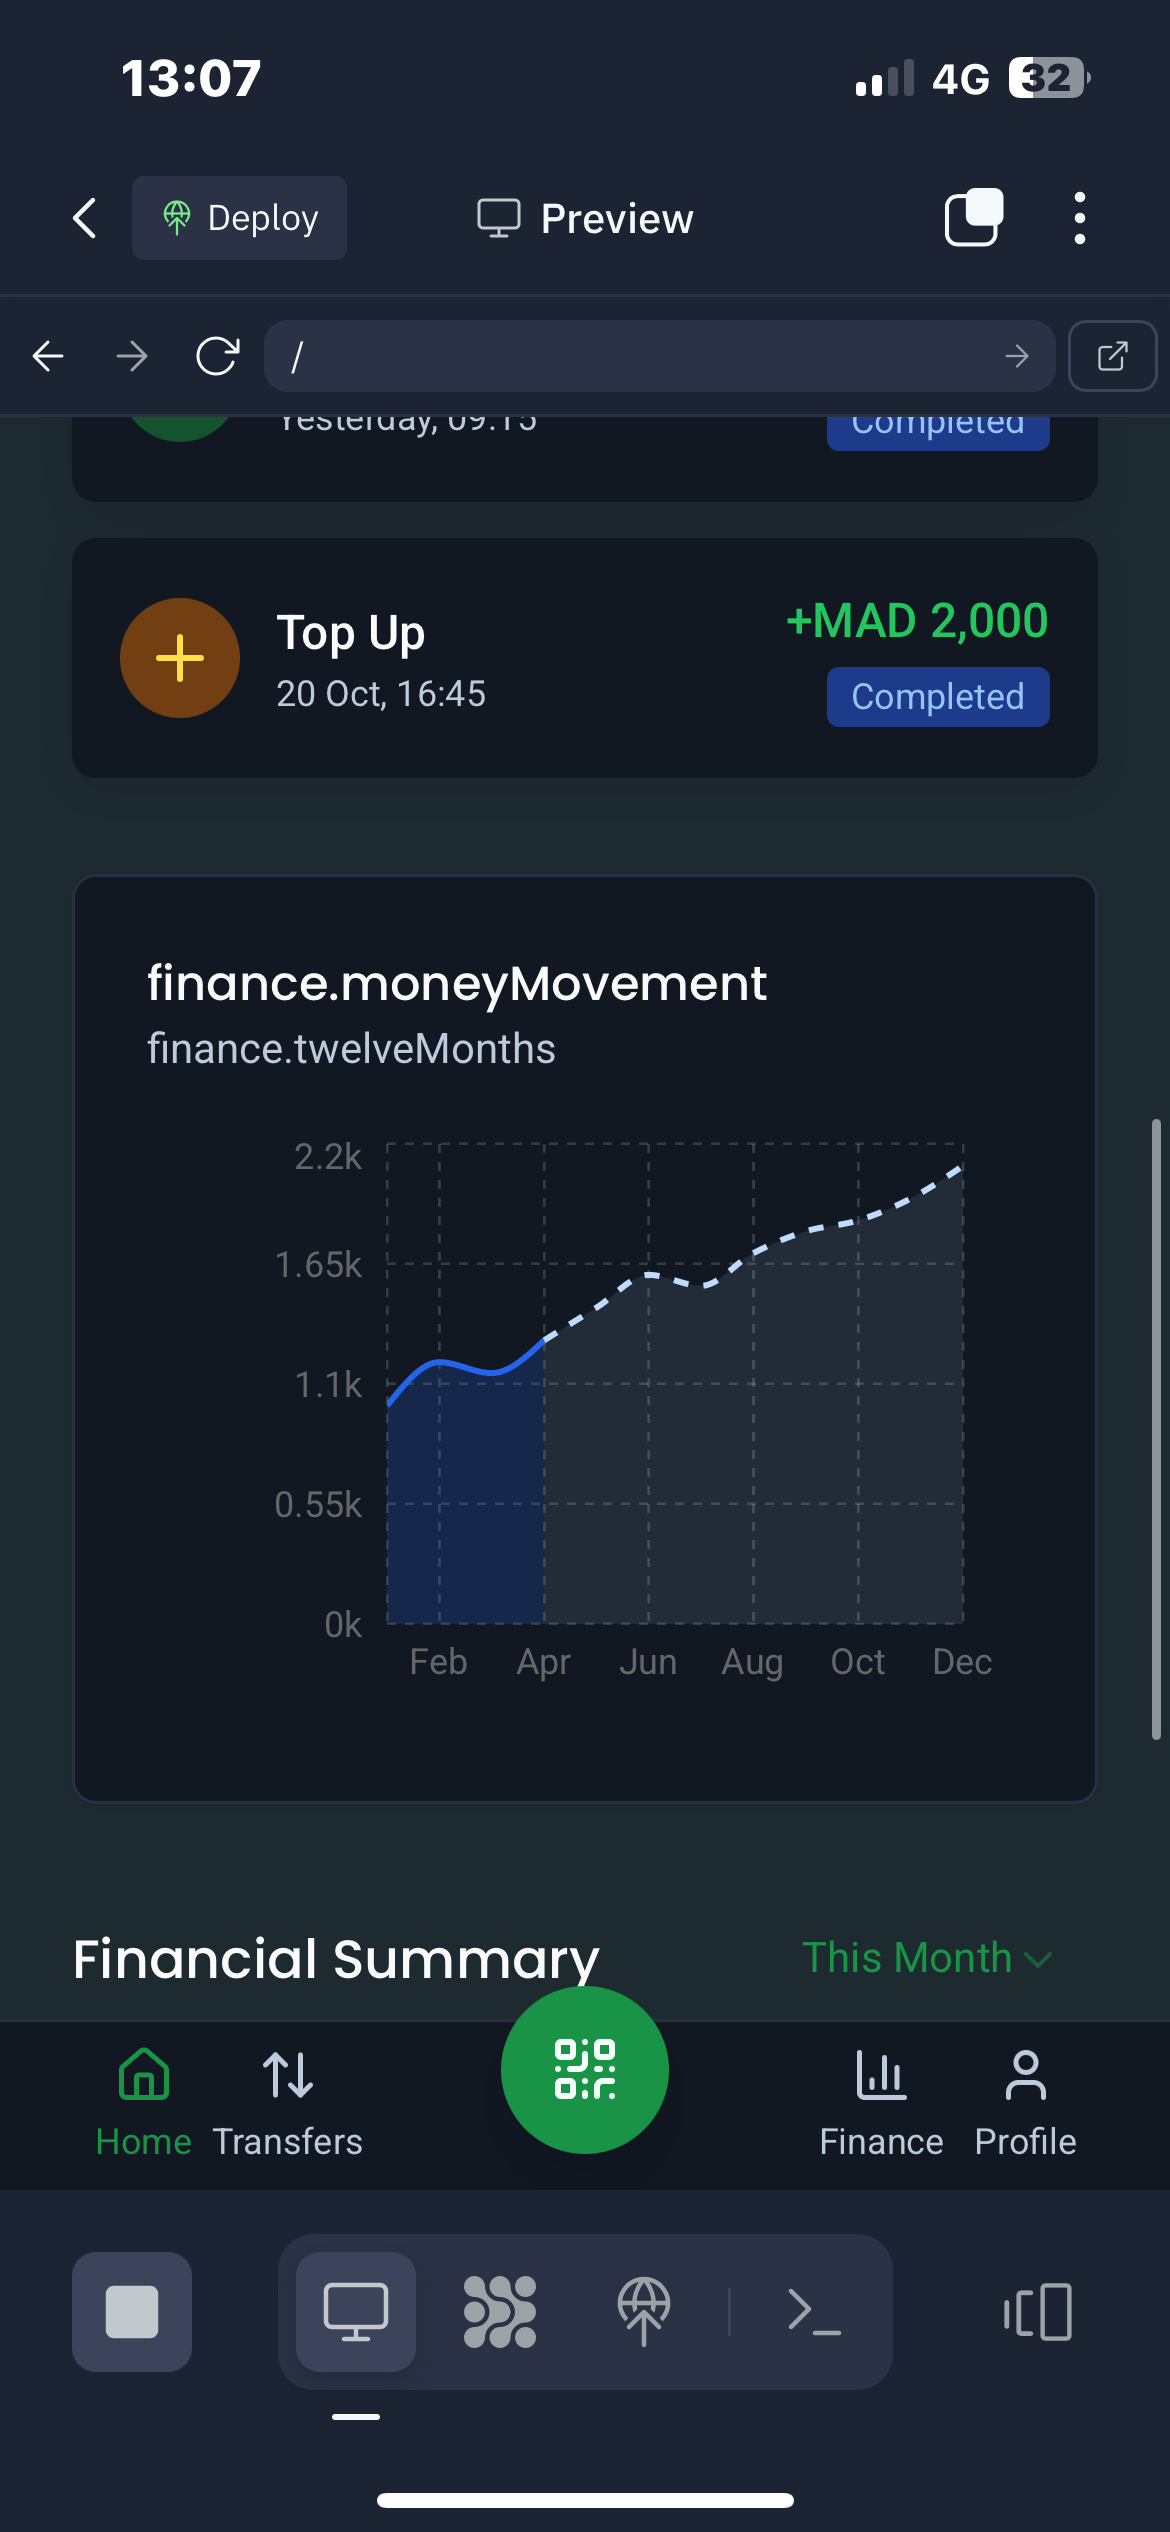 13:07
4G 32
Deploy
Preview
/
Yesterday, 09:15
Completed
Top Up
+MAD 2,000
20 Oct, 16:45
Completed
finance.moneyMovement
finance.twelveMonths
2.2k
1.65k
1.1k
0.55k
0k
Feb Apr Jun Aug Oct Dec
Financial Summary
This Month
Home Transfers Finance Profile